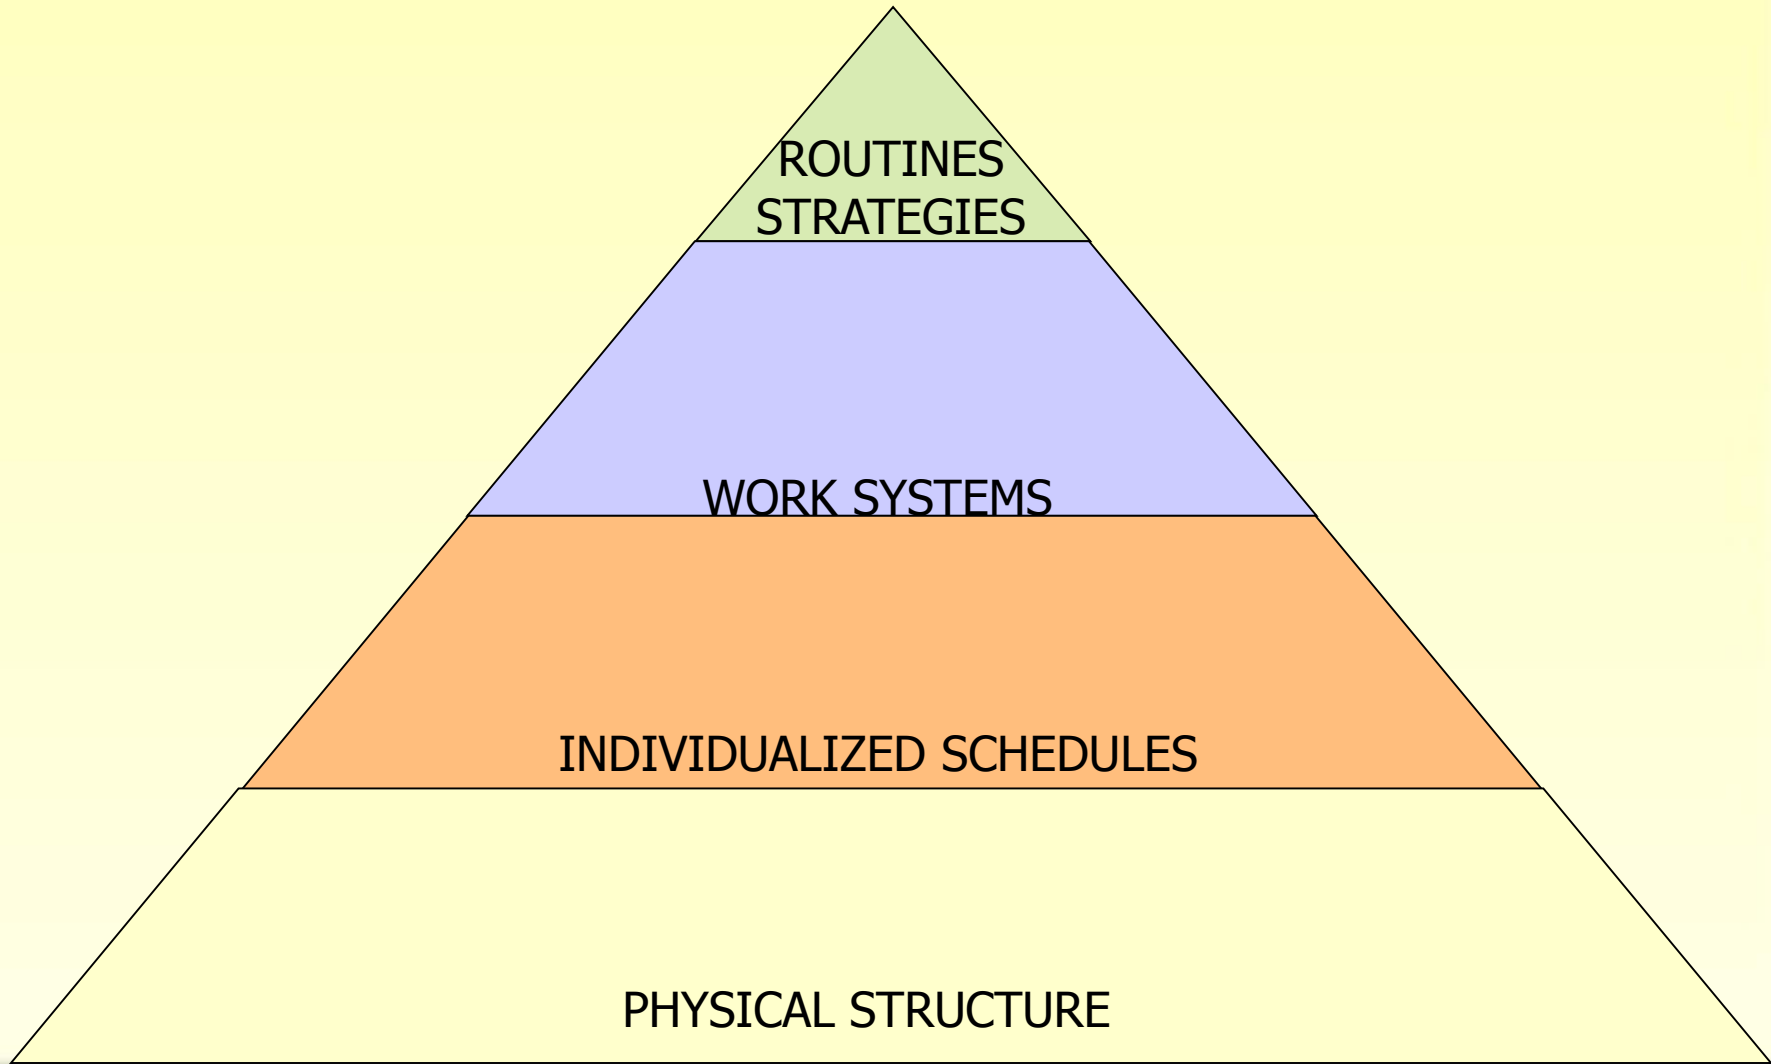 ROUTINES
STRATEGIES
WORK SYSTEMS
INDIVIDUALIZED SCHEDULES
PHYSICAL STRUCTURE